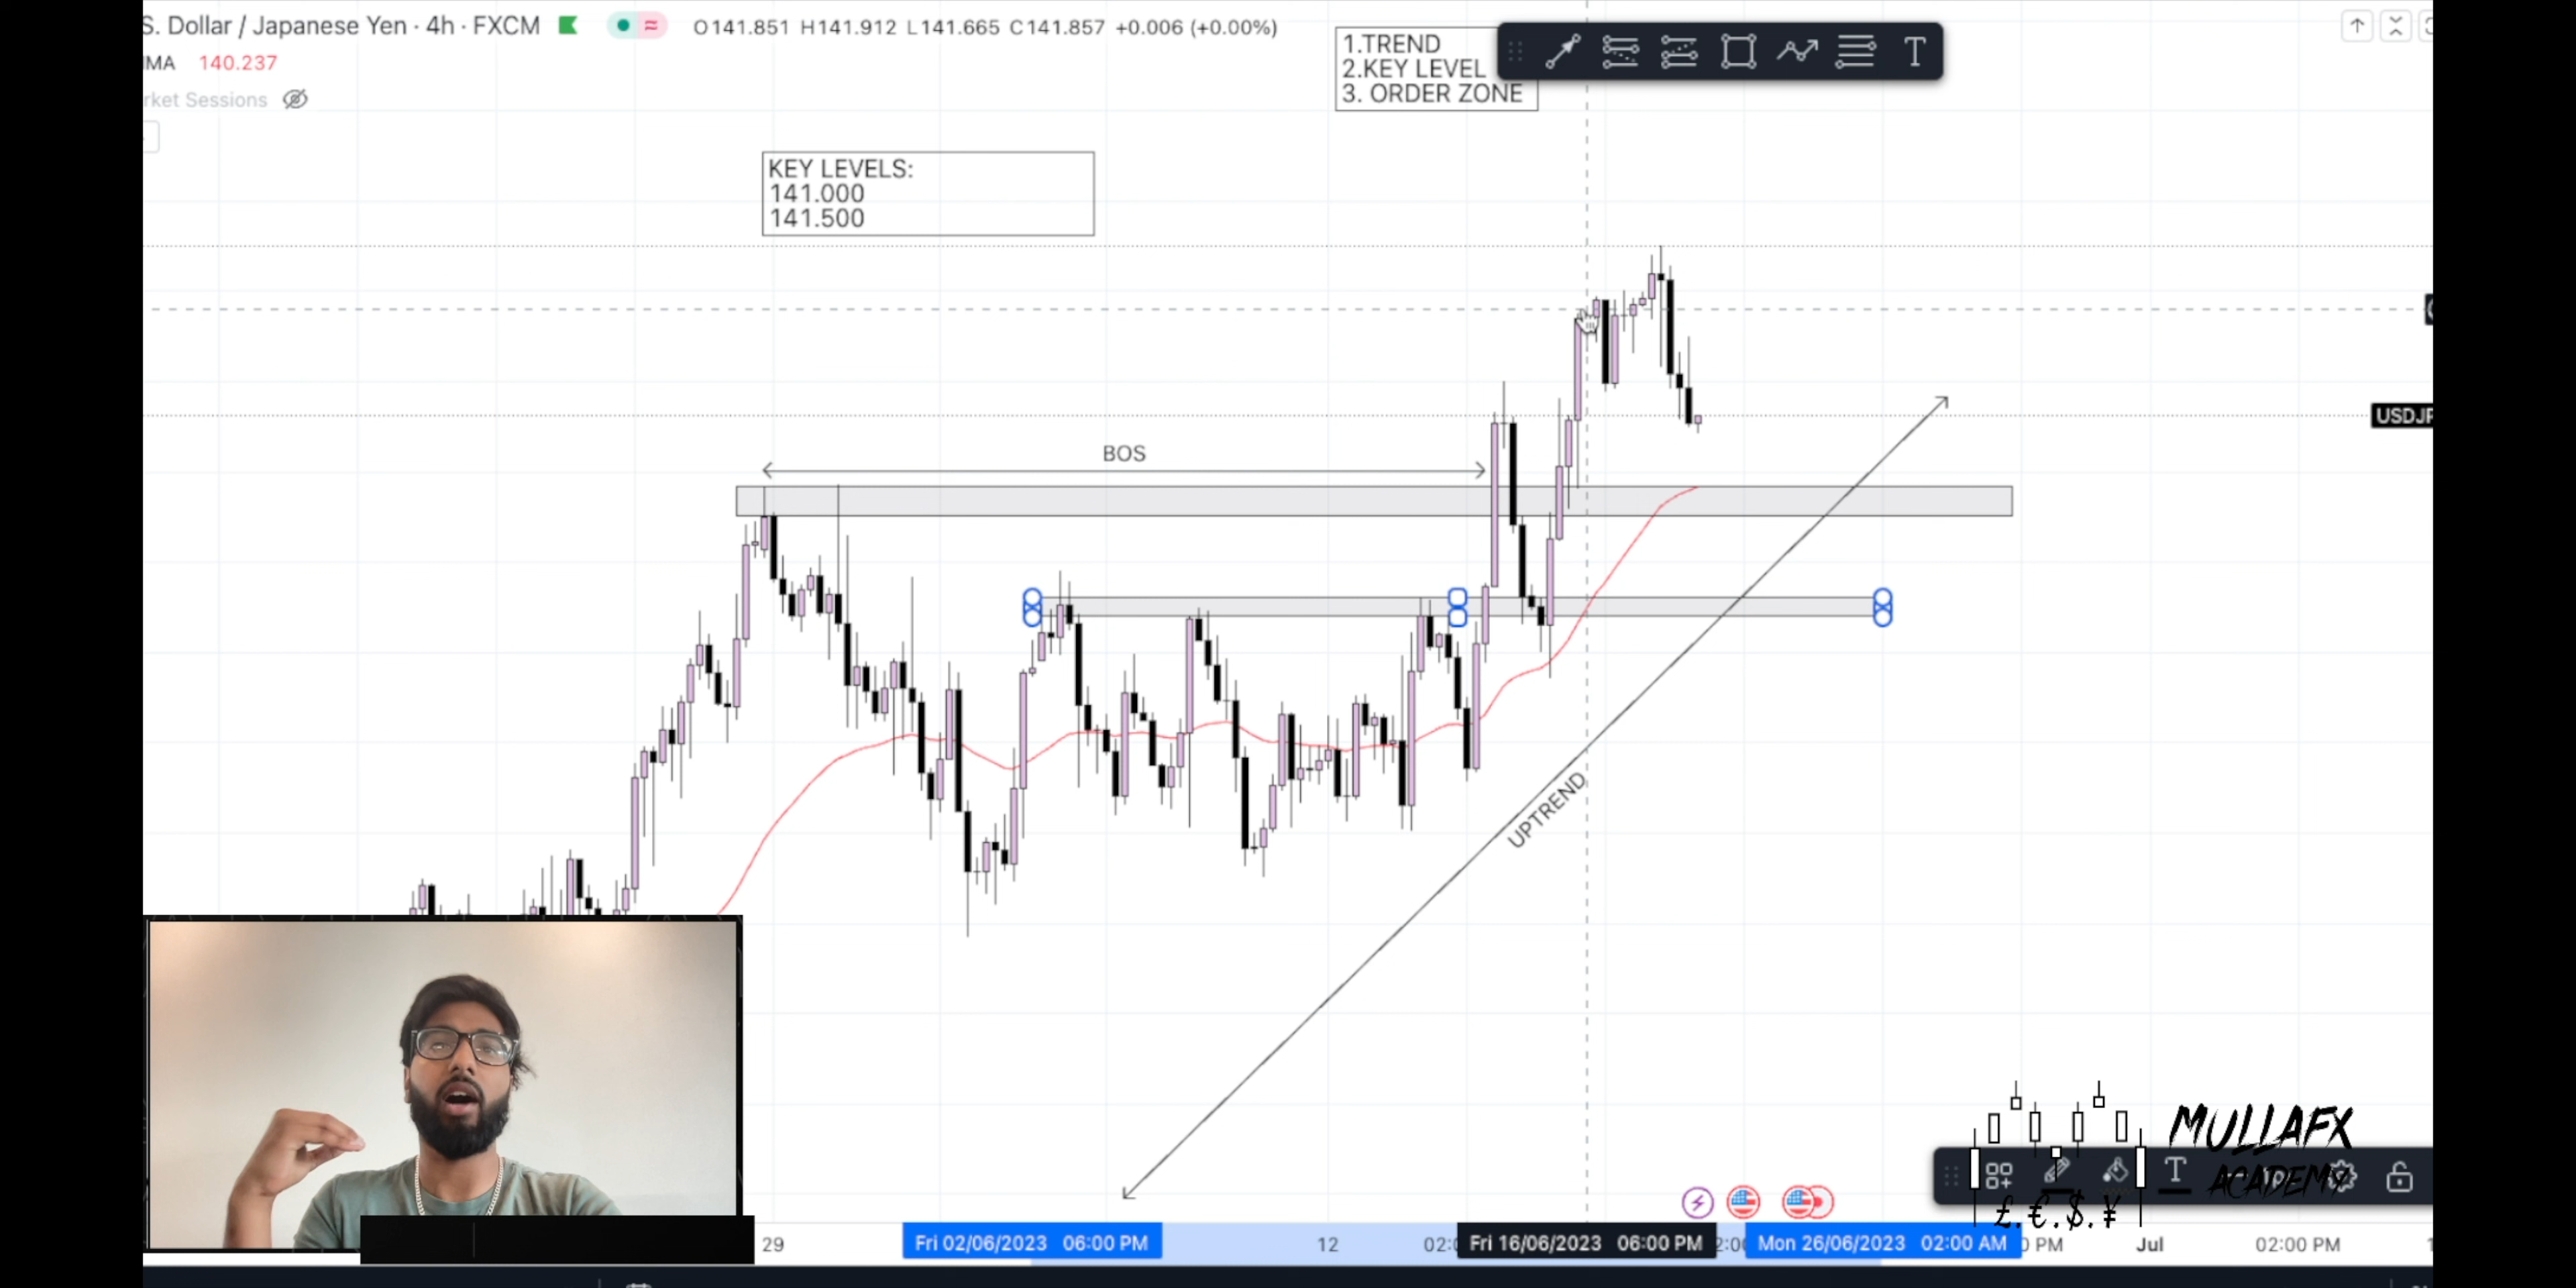 S. Dollar / Japanese Yen · 4h · FXCM O141.851 H141.912 L141.665 C141.857 +0.006 (+0.00%)
MA 140.237
rket Sessions
1.TREND
2.KEY LEVEL
3. ORDER ZONE
KEY LEVELS:
141.000
141.500
USDJP
BOS
UPTREND
MULLAFX
ACADEMY
£.€.$.¥
29 Fri 02/06/2023 06:00 PM 12 02:0 Fri 16/06/2023 06:00 PM Mon 26/06/2023 02:00 AM PM Jul 02:00 PM